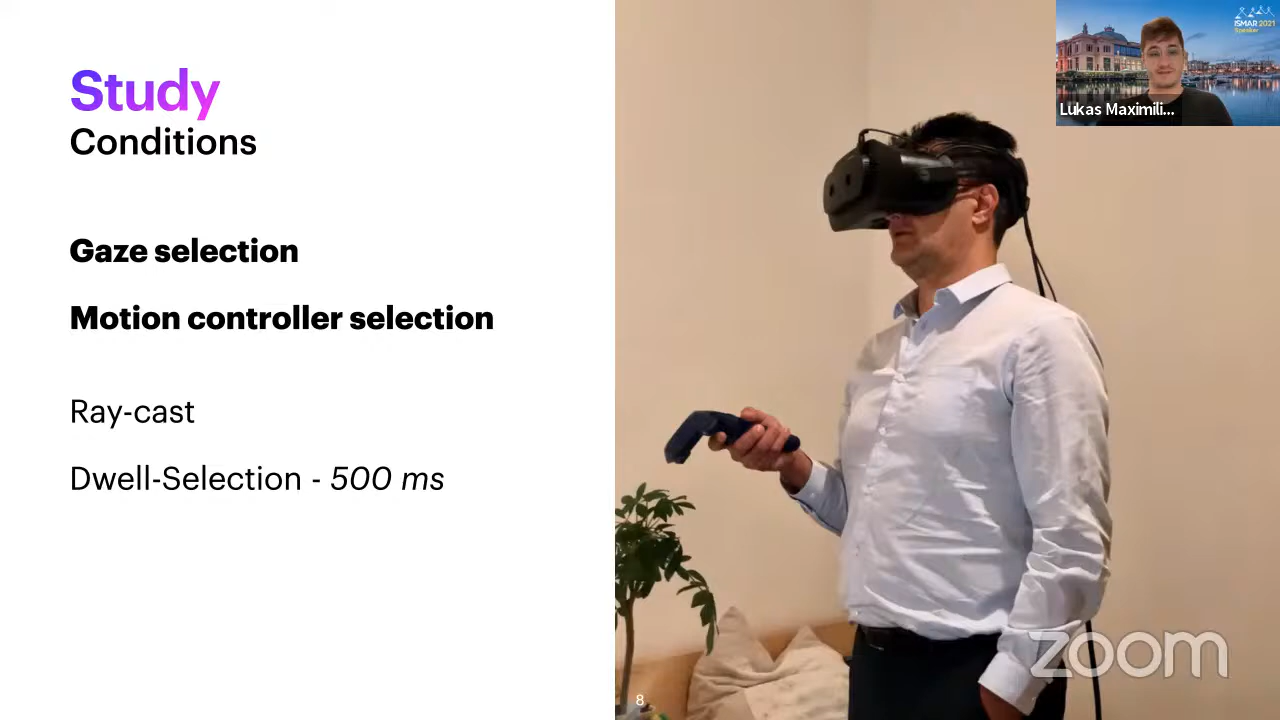 Study
Conditions
Gaze selection
Motion controller selection
Ray-cast
Dwell-Selection - 500 ms
ISMAR 2021
Speaker
Lukas Maximili...
zoom
8